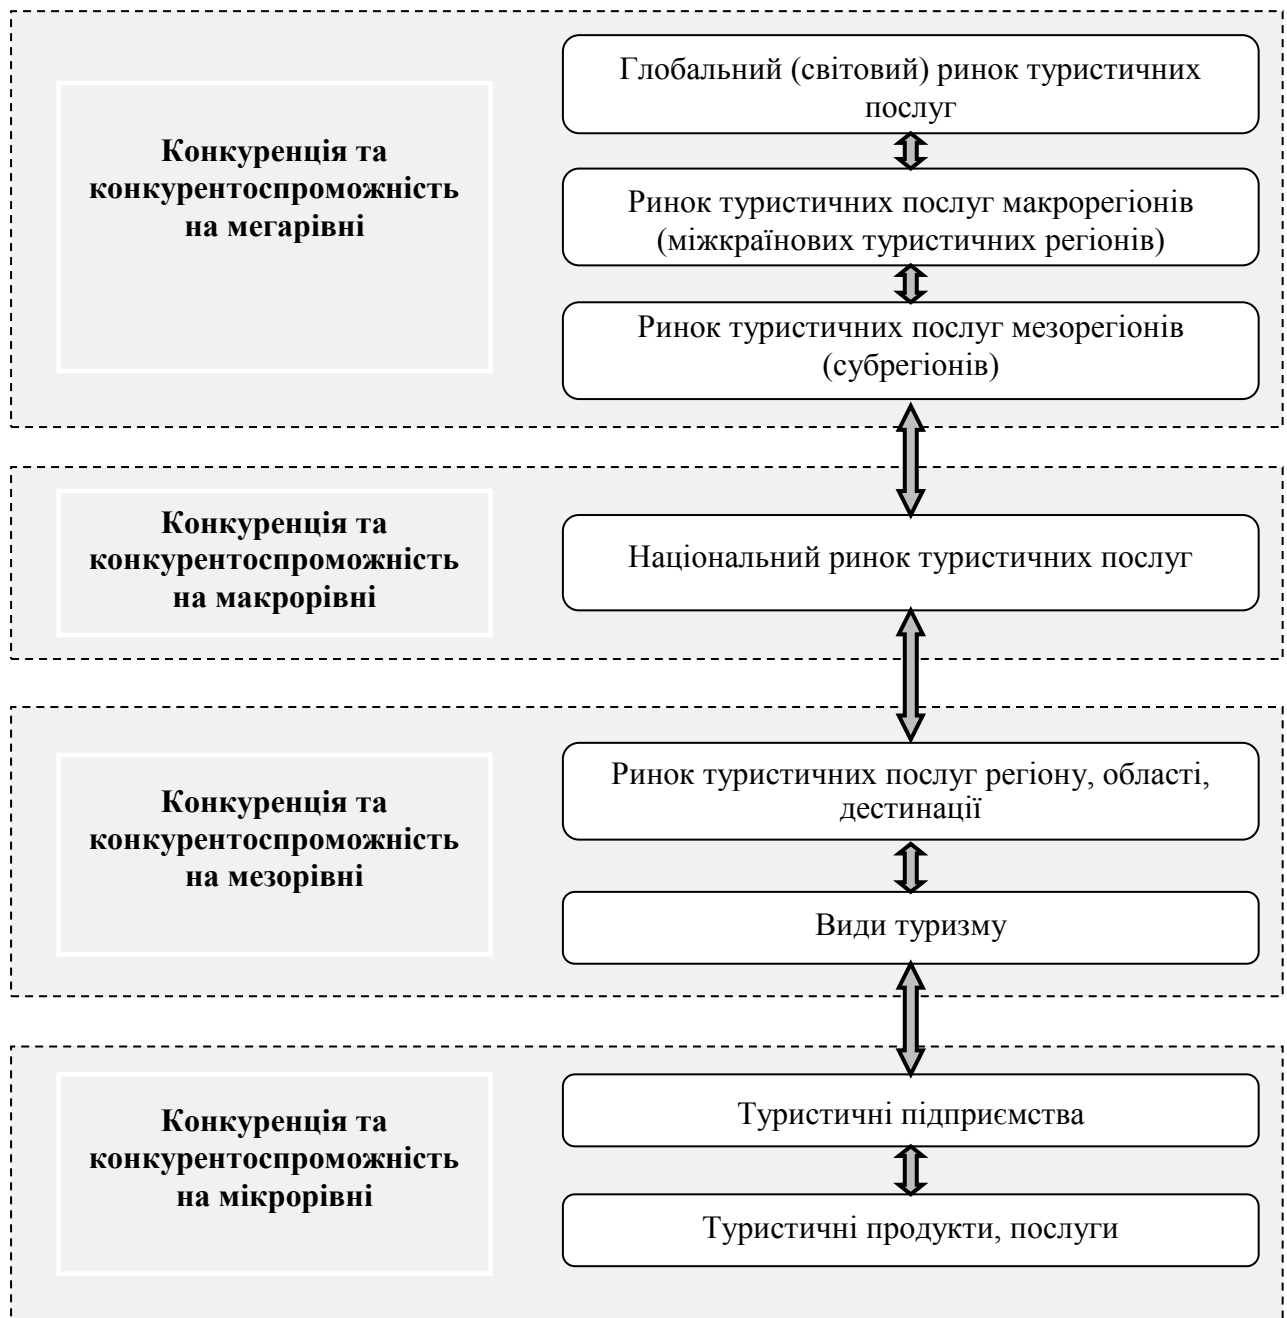 Конкуренція та
конкурентоспроможність
на мегарівні
Глобальний (світовий) ринок туристичних
послуг
Ринок туристичних послуг макрорегіонів
(міжкраїнових туристичних регіонів)
Ринок туристичних послуг мезорегіонів
(субрегіонів)
Конкуренція та
конкурентоспроможність
на макрорівні
Національний ринок туристичних послуг
Конкуренція та
конкурентоспроможність
на мезорівні
Ринок туристичних послуг регіону, області,
дестинації
Види туризму
Конкуренція та
конкурентоспроможність
на мікрорівні
Туристичні підприємства
Туристичні продукти, послуги